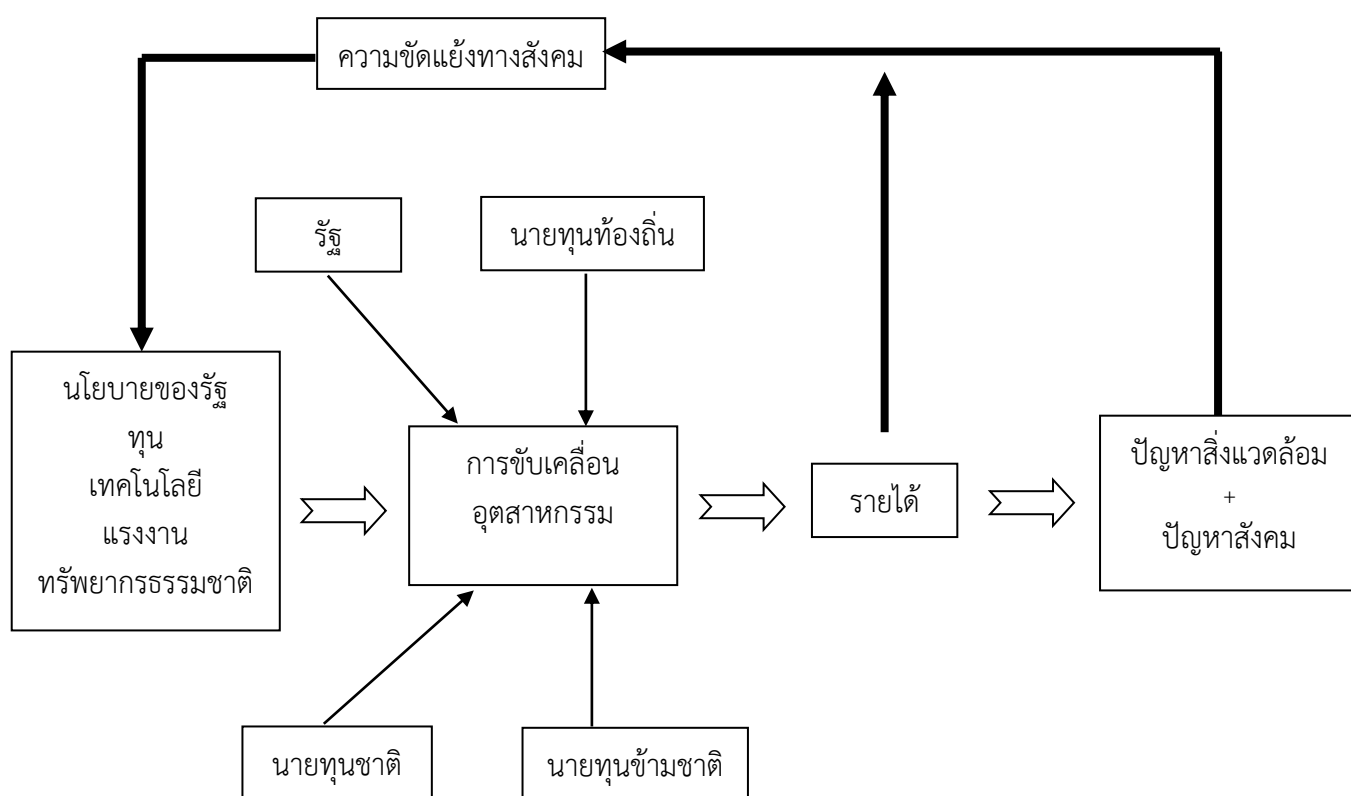 ความขัดแย้งทางสังคม
รัฐ
นายทุนท้องถิ่น
นโยบายของรัฐ
ทุน
เทคโนโลยี
แรงงาน
ทรัพยากรธรรมชาติ
การขับเคลื่อน
อุตสาหกรรม
รายได้
ปัญหาสิ่งแวดล้อม
+
ปัญหาสังคม
นายทุนชาติ
นายทุนข้ามชาติ